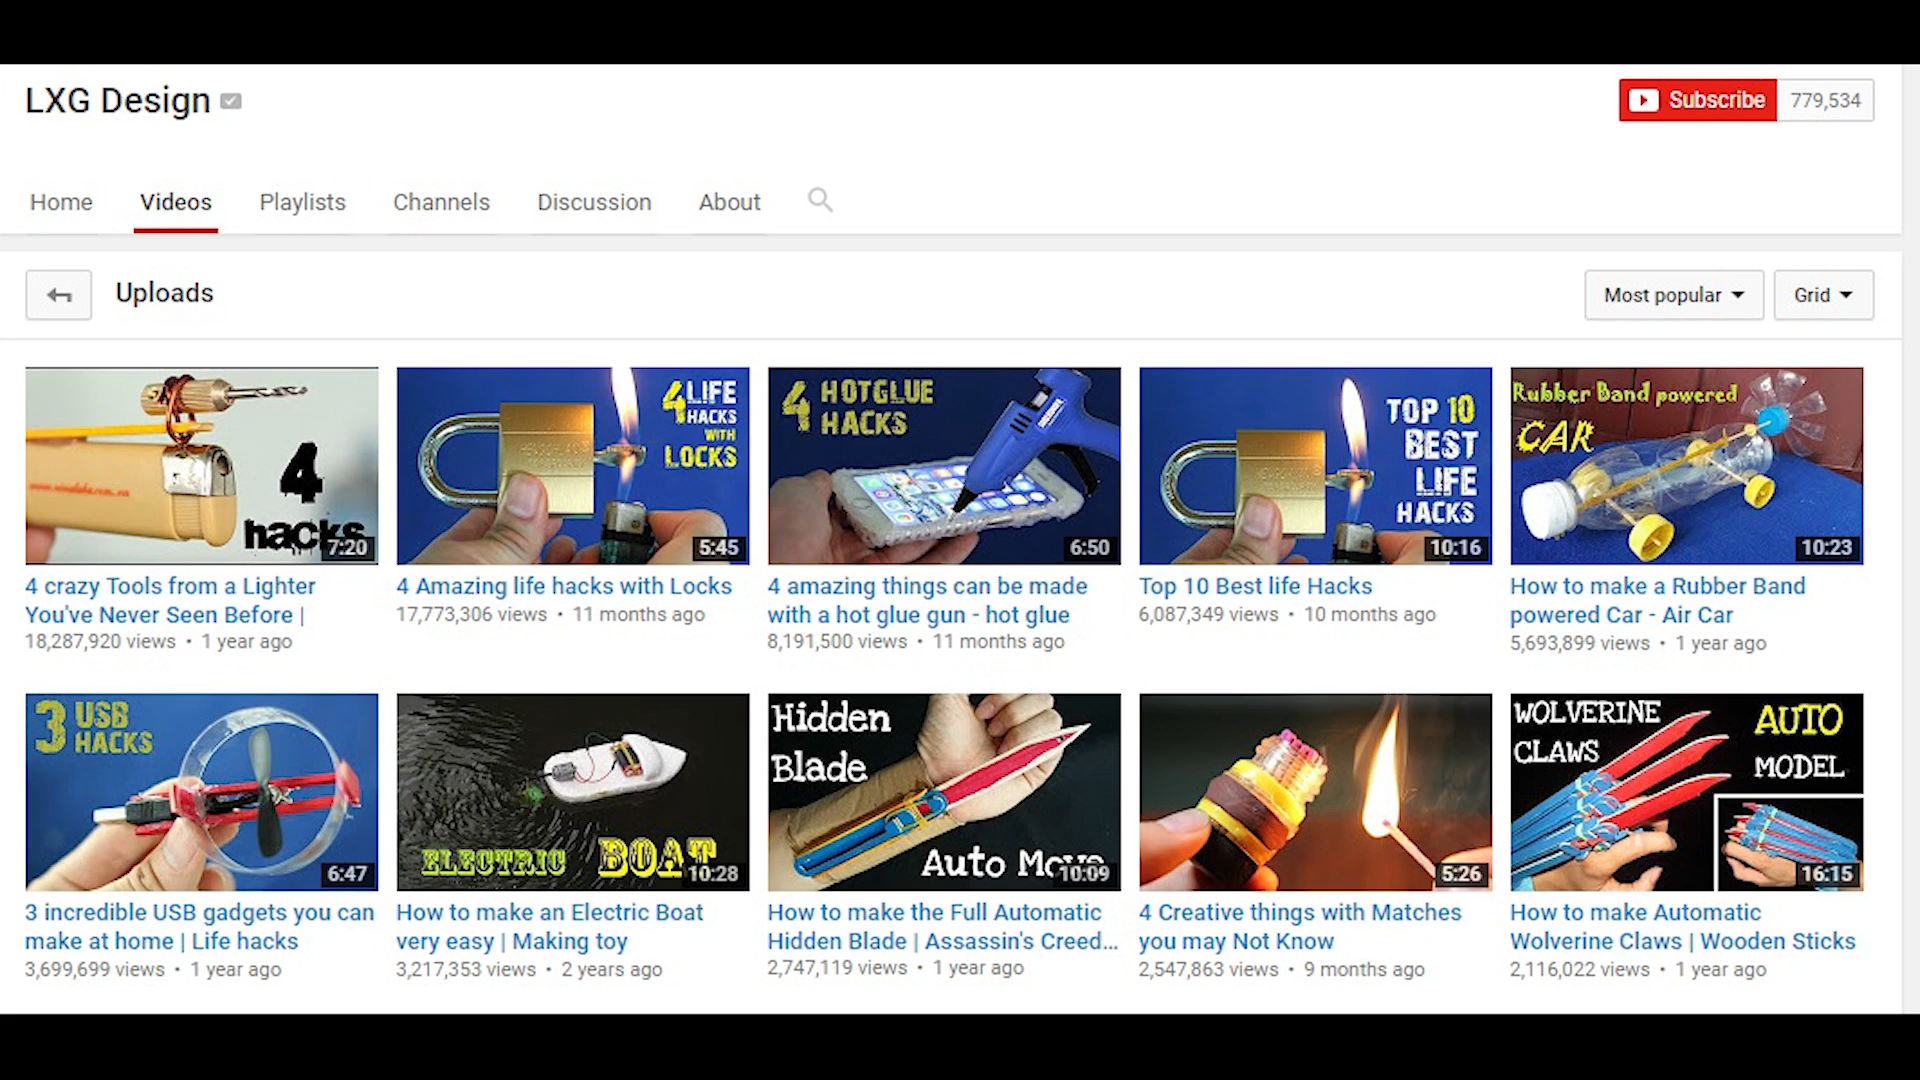 LXG Design
Subscribe 779,534
Home Videos Playlists Channels Discussion About
Uploads
Most popular Grid
4
hacks
7:20
4 LIFE
HACKS
WITH
LOCKS
5:45
4 HOTGLUE
HACKS
6:50
TOP 10
BEST
LIFE
HACKS
10:16
Rubber Band powered
CAR
10:23
4 crazy Tools from a Lighter
You've Never Seen Before |
18,287,920 views • 1 year ago
4 Amazing life hacks with Locks
17,773,306 views • 11 months ago
4 amazing things can be made
with a hot glue gun - hot glue
8,191,500 views • 11 months ago
Top 10 Best life Hacks
6,087,349 views • 10 months ago
How to make a Rubber Band
powered Car - Air Car
5,693,899 views • 1 year ago
3 USB
HACKS
6:47
ELECTRIC BOAT
10:28
Hidden
Blade
Auto Move
10:09
5:26
WOLVERINE
CLAWS
AUTO
MODEL
16:15
3 incredible USB gadgets you can
make at home | Life hacks
3,699,699 views • 1 year ago
How to make an Electric Boat
very easy | Making toy
3,217,353 views • 2 years ago
How to make the Full Automatic
Hidden Blade | Assassin's Creed...
2,747,119 views • 1 year ago
4 Creative things with Matches
you may Not Know
2,547,863 views • 9 months ago
How to make Automatic
Wolverine Claws | Wooden Sticks
2,116,022 views • 1 year ago